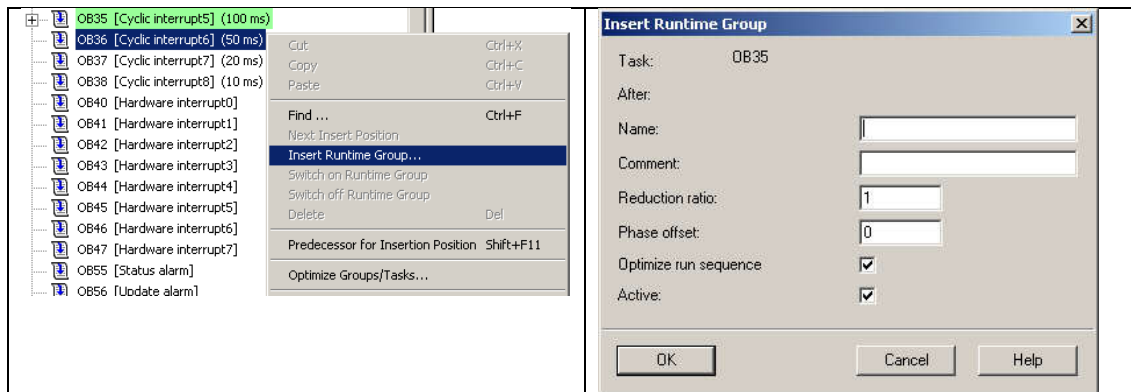 OB35 [Cyclic interrupt5] (100 ms)
OB36 [Cyclic interrupt6] (50 ms)
OB37 [Cyclic interrupt7] (20 ms)
OB38 [Cyclic interrupt8] (10 ms)
OB40 [Hardware interrupt0]
OB41 [Hardware interrupt1]
OB42 [Hardware interrupt2]
OB43 [Hardware interrupt3]
OB44 [Hardware interrupt4]
OB45 [Hardware interrupt5]
OB46 [Hardware interrupt6]
OB47 [Hardware interrupt7]
OB55 [Status alarm]
OB56 [Update alarm]
Cut Ctrl+X
Copy Ctrl+C
Paste Ctrl+V
Find ... Ctrl+F
Next Insert Position
Insert Runtime Group...
Switch on Runtime Group
Switch off Runtime Group
Delete Del
Predecessor for Insertion Position Shift+F11
Optimize Groups/Tasks...
Insert Runtime Group
Task: OB35
After:
Name:
Comment:
Reduction ratio: 1
Phase offset: 0
Optimize run sequence
Active:
OK Cancel Help